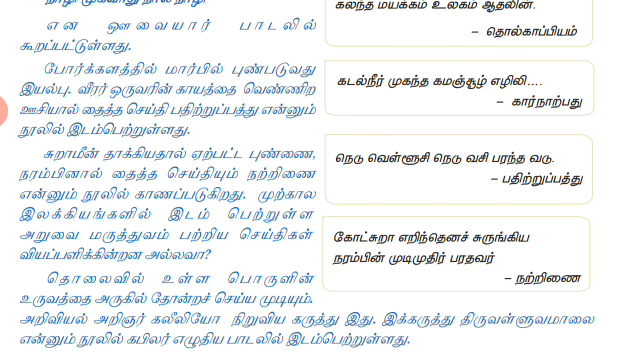 நாழி முகவாது நால் நாழி
என ஔவையார் பாடலில்
கூறப்பட்டுள்ளது.
போர்க்களத்தில் மார்பில் புண்படுவது
இயல்பு. வீரர் ஒருவரின் காயத்தை வெண்ணிற
ஊசியால் தைத்த செய்தி பதிற்றுப்பத்து என்னும்
நூலில் இடம்பெற்றுள்ளது.
சுறாமீன் தாக்கியதால் ஏற்பட்ட புண்ணை,
நரம்பினால் தைத்த செய்தியும் நற்றிணை
என்னும் நூலில் காணப்படுகிறது. முற்கால
இலக்கியங்களில் இடம் பெற்றுள்ள
அறுவை மருத்துவம் பற்றிய செய்திகள்
வியப்பளிக்கின்றன அல்லவா?
தொலைவில் உள்ள பொருளின்
உருவத்தை அருகில் தோன்றச் செய்ய முடியும்.
அறிவியல் அறிஞர் கலீலியோ நிறுவிய கருத்து இது. இக்கருத்து திருவள்ளுவமாலை
என்னும் நூலில் கபிலர் எழுதிய பாடலில் இடம்பெற்றுள்ளது.
கலந்த மயக்கம் உலகம் ஆதலின்.
– தொல்காப்பியம்
கடல்நீர் முகந்த கமஞ்சூழ் எழிலி ....
– கார்நாற்பது
நெடு வெள்ளூசி நெடு வசி பரந்த வடு.
– பதிற்றுப்பத்து
கோட்சுறா எறிந்தெனச் சுருங்கிய
நரம்பின் முடிமுதிர் பரதவர்
– நற்றிணை